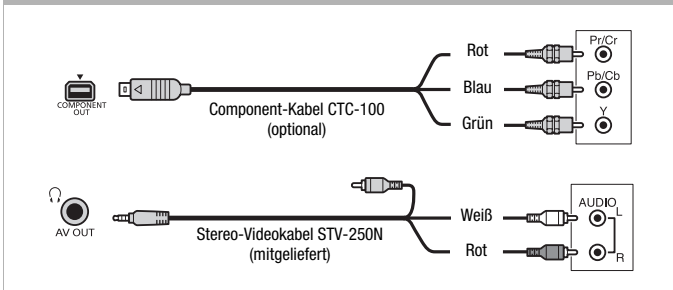 Rot
Pr/Cr
Blau
Pb/Cb
COMPONENT
OUT
Component-Kabel CTC-100
(optional)
Grün
Y
AV OUT
Stereo-Videokabel STV-250N
(mitgeliefert)
Weiß
AUDIO
L
Rot
R